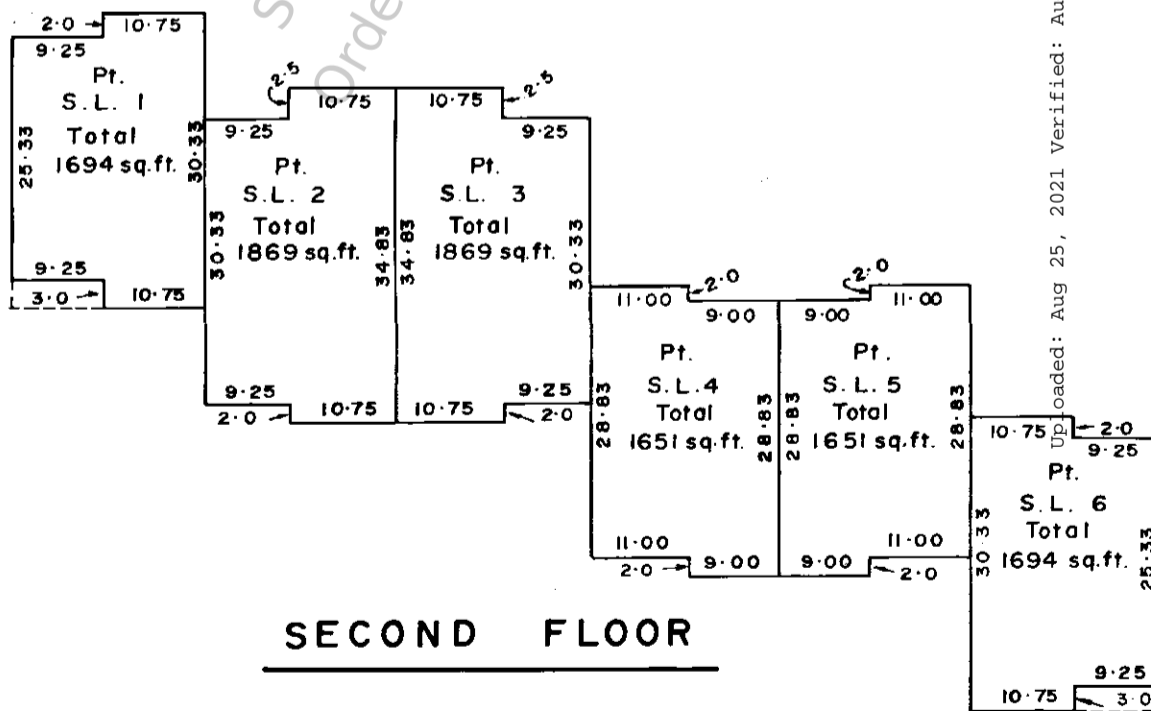 2.0
10.75
9.25
Pt.
S.L. 1
Total
1694 sq.ft.
25.33
30.33
9.25
3.0
10.75
2.5
10.75
9.25
Pt.
S.L. 2
Total
1869 sq.ft.
30.33
34.83
9.25
2.0
10.75
10.75
2.5
9.25
Pt.
S.L. 3
Total
1869 sq.ft.
34.83
30.33
9.25
10.75
2.0
11.00
2.0
9.00
Pt.
S.L. 4
Total
1651 sq.ft.
28.83
28.83
11.00
2.0
9.00
2.0
9.00
11.00
Pt.
S.L. 5
Total
1651 sq.ft.
28.83
28.83
11.00
9.00
2.0
10.75
2.0
9.25
Pt.
S.L. 6
Total
1694 sq.ft.
30.33
25.33
9.25
10.75
3.0
SECOND FLOOR
Orde
Uploaded: Aug 25, 2021 Verified: Au